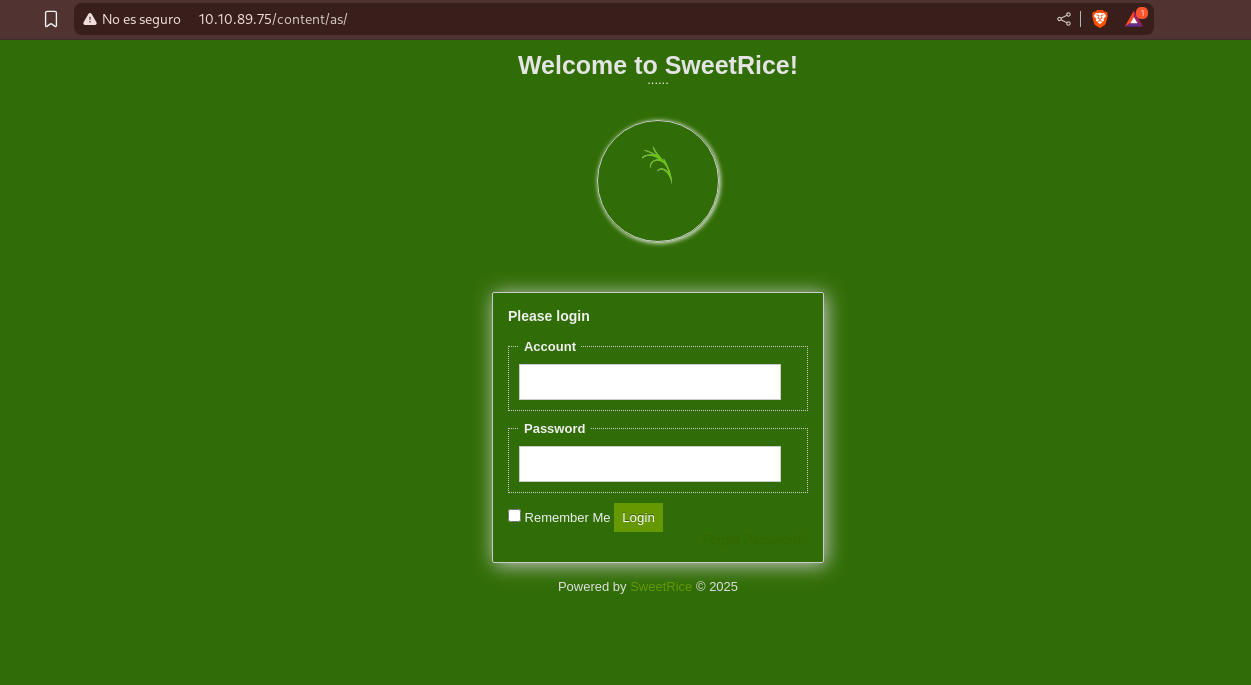 No es seguro 10.10.89.75/content/as/
1
Welcome to SweetRice!
......
Please login
Account
Password
Remember Me Login
Forgot Password?
Powered by SweetRice © 2025